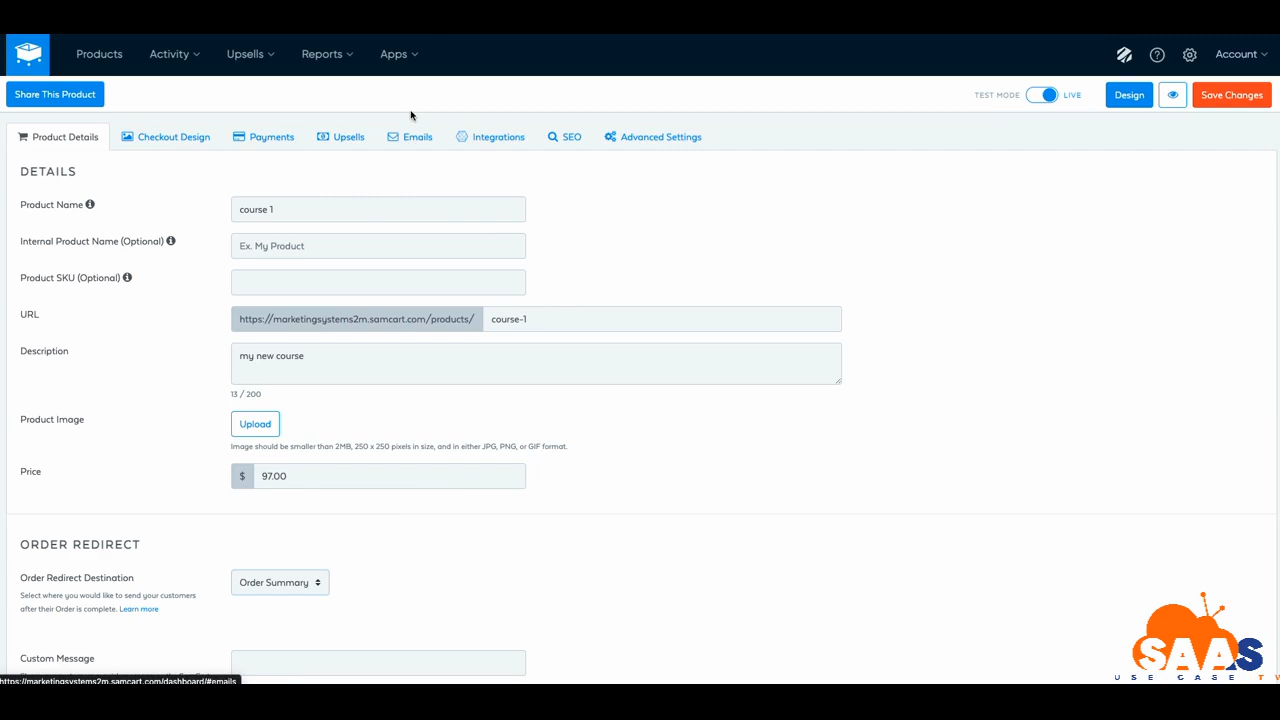 Products Activity Upsells Reports Apps Account
Share This Product TEST MODE LIVE Design Save Changes
Product Details Checkout Design Payments Upsells Emails Integrations SEO Advanced Settings
DETAILS
Product Name course 1
Internal Product Name (Optional) Ex. My Product
Product SKU (Optional)
URL https://marketingsystems2m.samcart.com/products/ course-1
Description my new course
13 / 200
Product Image Upload
Image should be smaller than 2MB, 250 x 250 pixels in size, and in either JPG, PNG, or GIF format.
Price $ 97.00
ORDER REDIRECT
Order Redirect Destination Order Summary
Select where you would like to send your customers
after their Order is complete. Learn more
Custom Message
https://marketingsystems2m.samcart.com/dashboard/#emails
SAAS
USE CASE